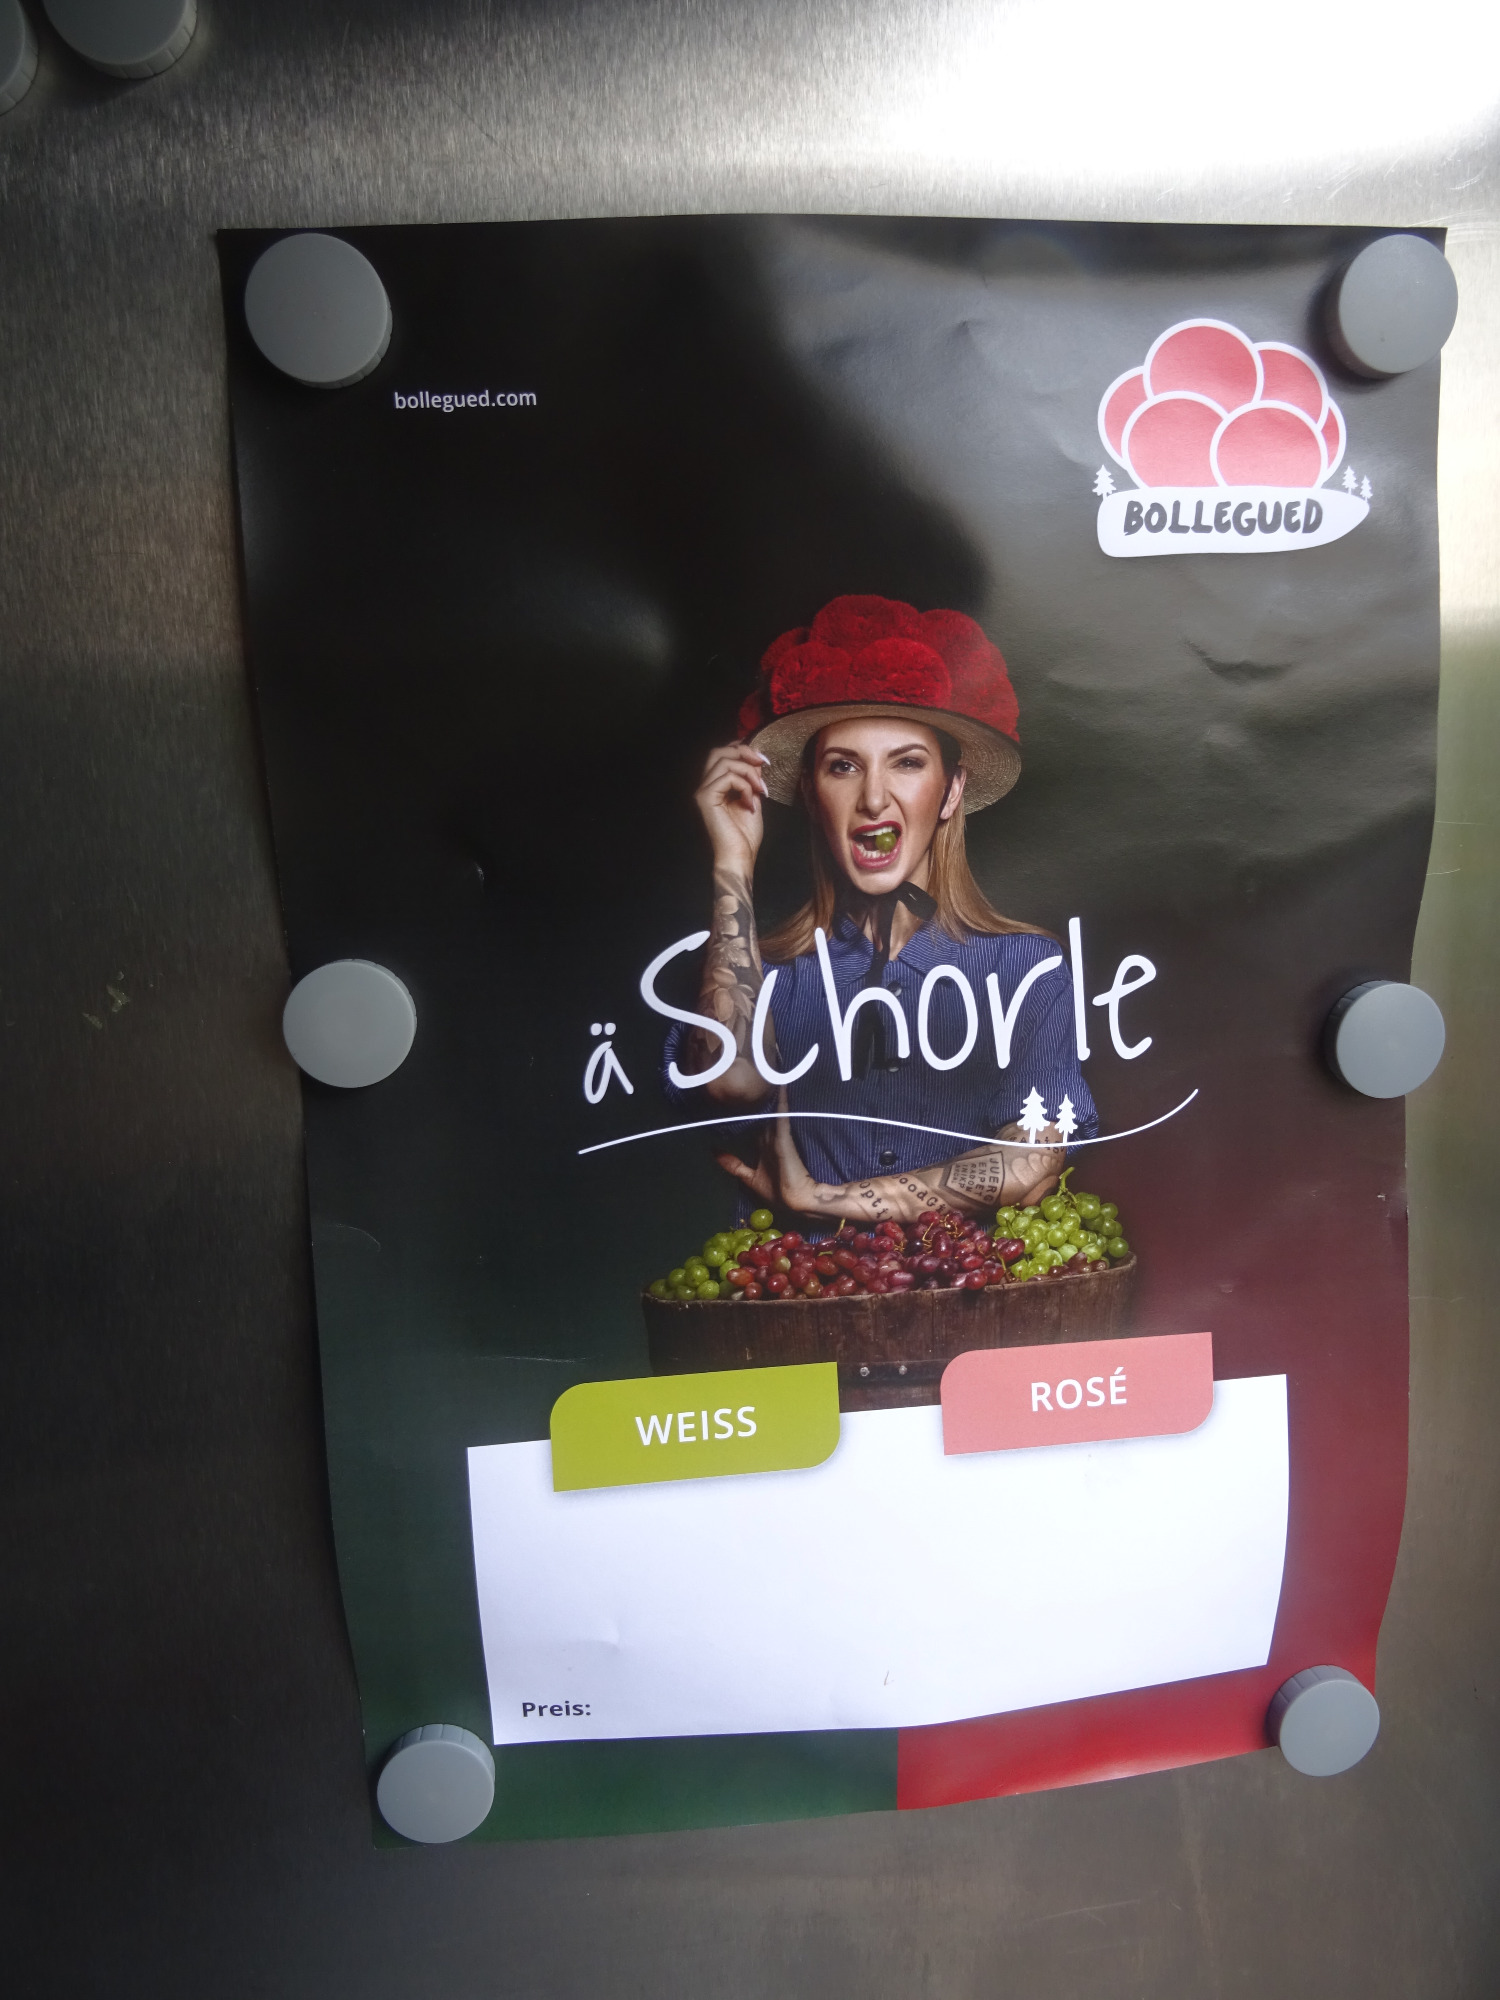 bollegued.com
BOLLEGUED
ä Schorle
WEISS
ROSÉ
Preis: